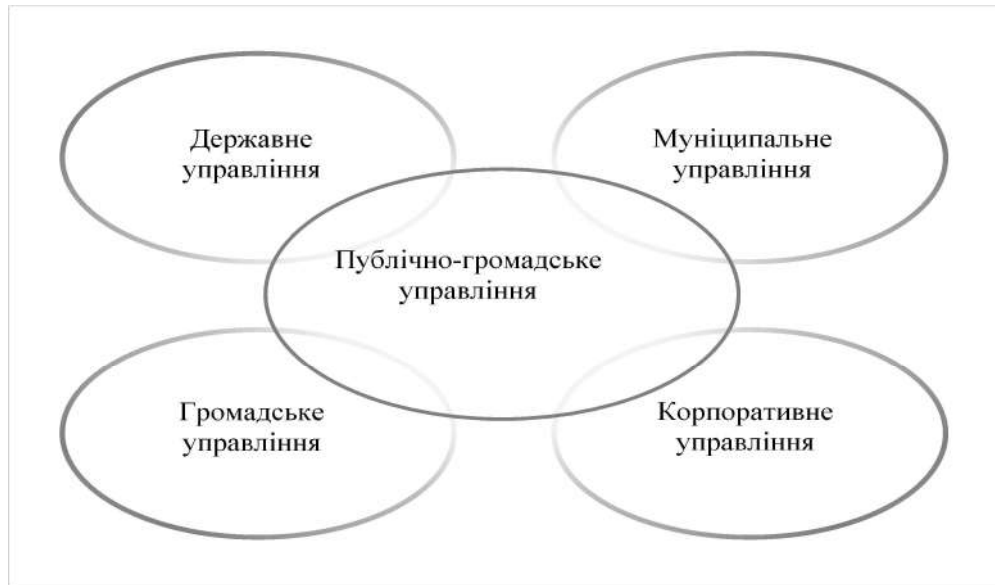 Державне
управління
Муніципальне
управління
Публічно-громадське
управління
Громадське
управління
Корпоративне
управління